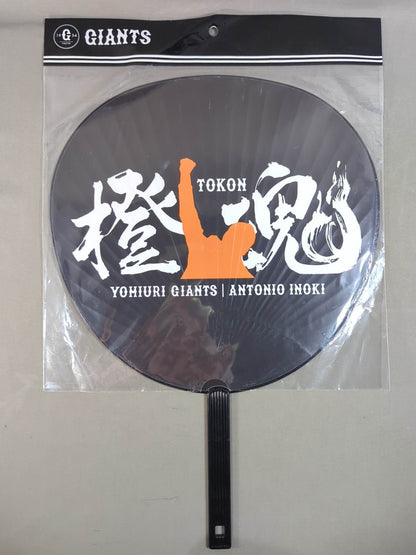 G GIANTS
TOKON
橙魂
YOMIURI GIANTS | ANTONIO INOKI